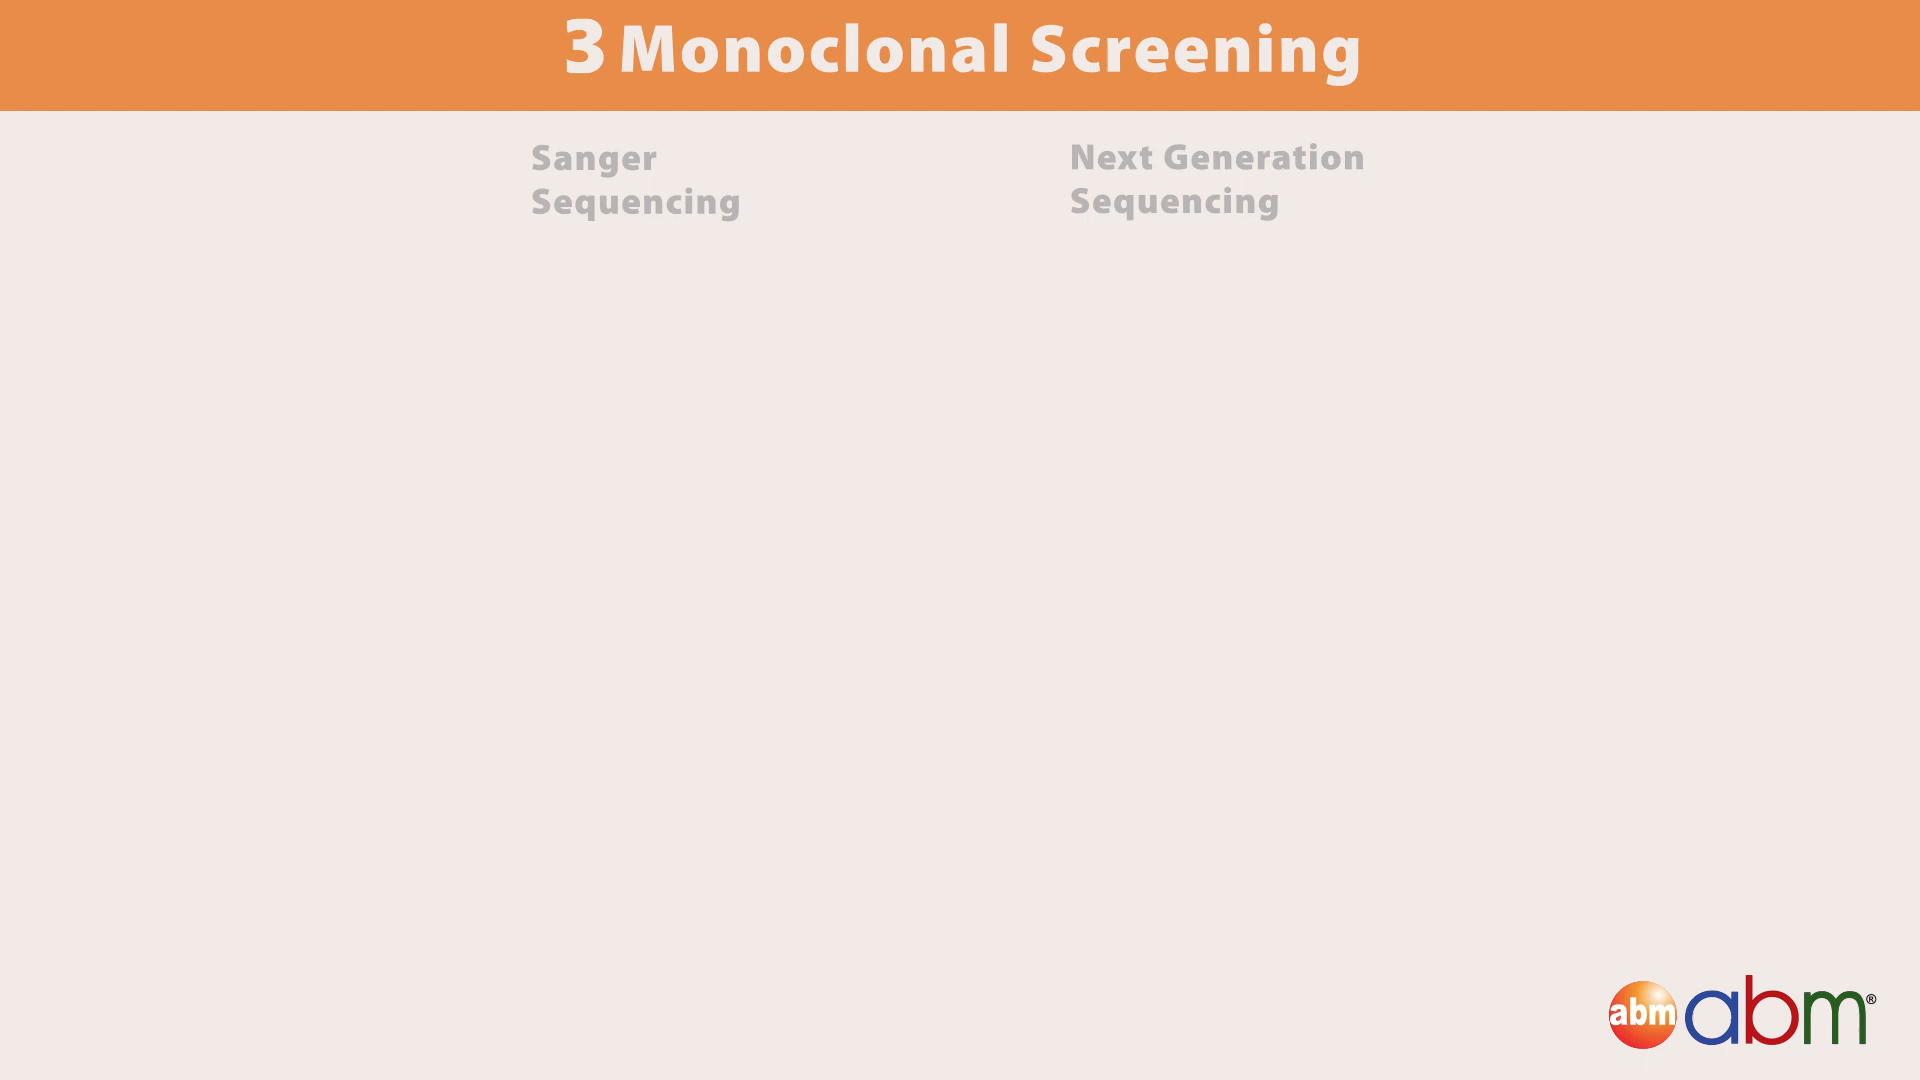 3 Monoclonal Screening
Sanger
Sequencing
Next Generation
Sequencing
abm abm®